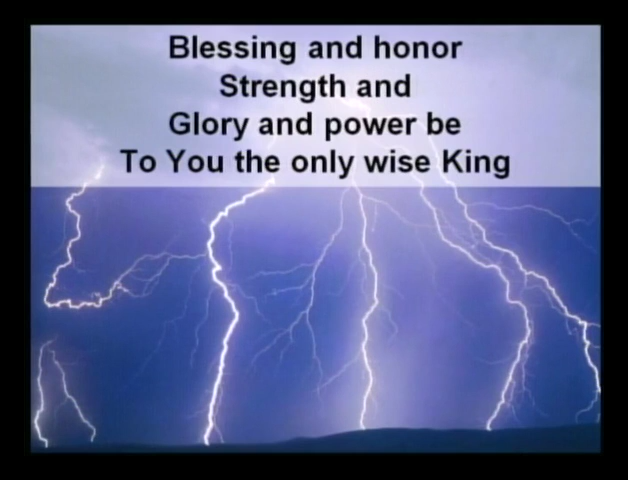 Blessing and honor
Strength and
Glory and power be
To You the only wise King